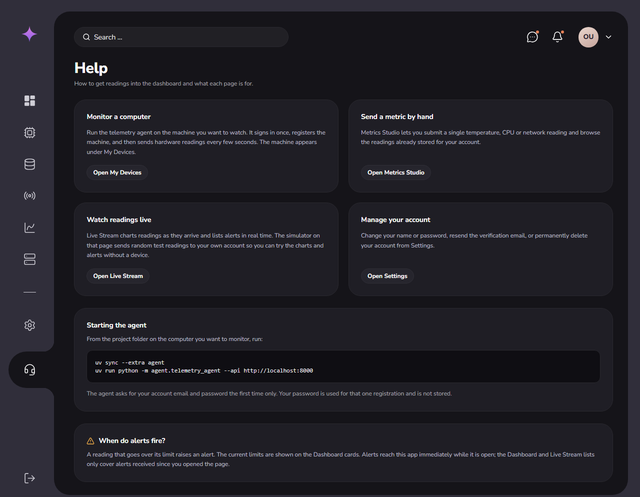 Search ...
OU
Help
How to get readings into the dashboard and what each page is for.
Monitor a computer
Run the telemetry agent on the machine you want to watch. It signs in once, registers the
machine, and then sends hardware readings every few seconds. The machine appears
under My Devices.
Open My Devices
Send a metric by hand
Metrics Studio lets you submit a single temperature, CPU or network reading and browse
the readings already stored for your account.
Open Metrics Studio
Watch readings live
Live Stream charts readings as they arrive and lists alerts in real time. The simulator on
that page sends random test readings to your own account so you can try the charts and
alerts without a device.
Open Live Stream
Manage your account
Change your name or password, resend the verification email, or permanently delete
your account from Settings.
Open Settings
Starting the agent
From the project folder on the computer you want to monitor, run:
uv sync --extra agent
uv run python -m agent.telemetry_agent --api http://localhost:8000
The agent asks for your account email and password the first time only. Your password is used for that one registration and is not stored.
When do alerts fire?
A reading that goes over its limit raises an alert. The current limits are shown on the Dashboard cards. Alerts reach this app immediately while it is open; the Dashboard and Live Stream lists
only cover alerts received since you opened the page.